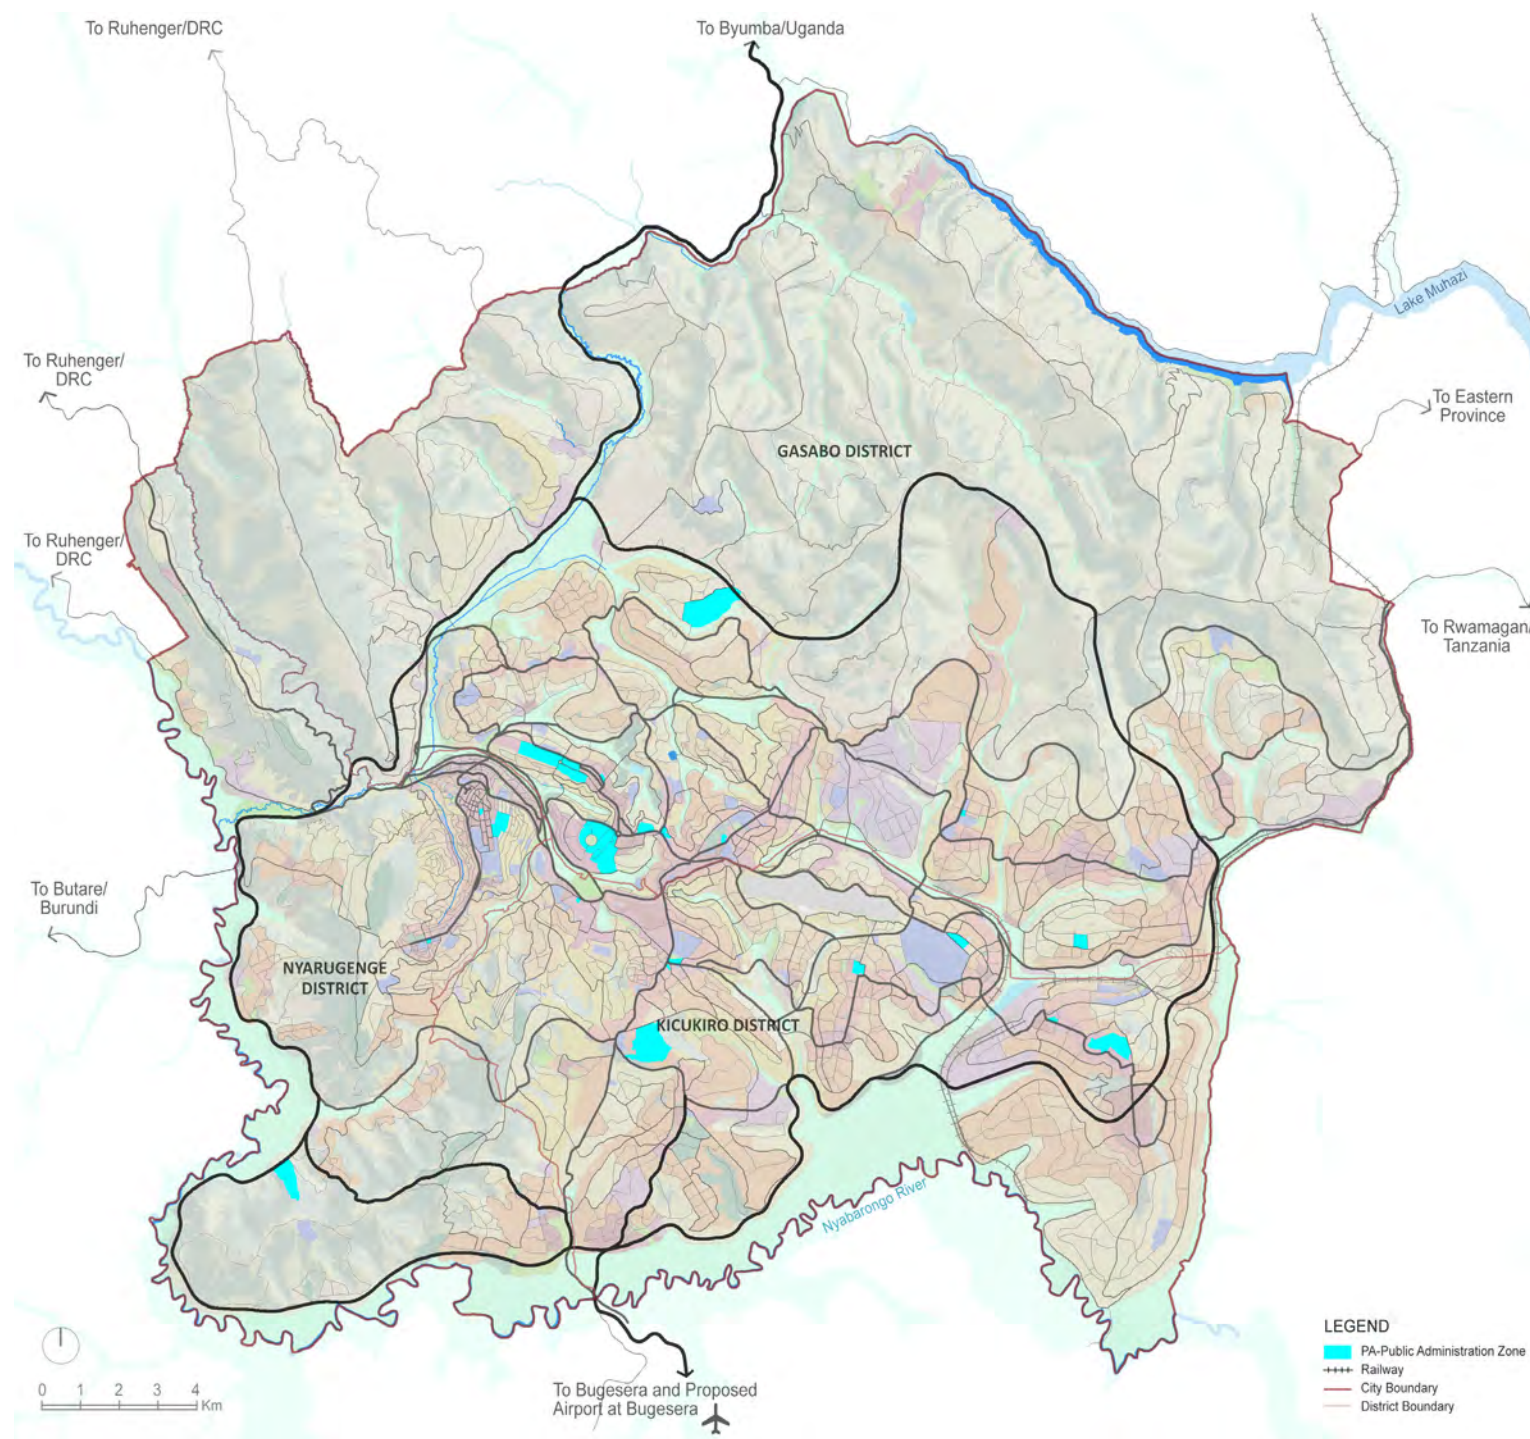 To Ruhenger/DRC
To Byumba/Uganda
Lake Muhazi
To Ruhenger/
DRC
To Eastern
Province
GASABO DISTRICT
To Ruhenger/
DRC
To Rwamagan/
Tanzania
To Butare/
Burundi
NYARUGENGE
DISTRICT
KICUKIRO DISTRICT
Nyabarongo River
LEGEND
PA-Public Administration Zone
Railway
City Boundary
District Boundary
0 1 2 3 4
Km
To Bugesera and Proposed
Airport at Bugesera